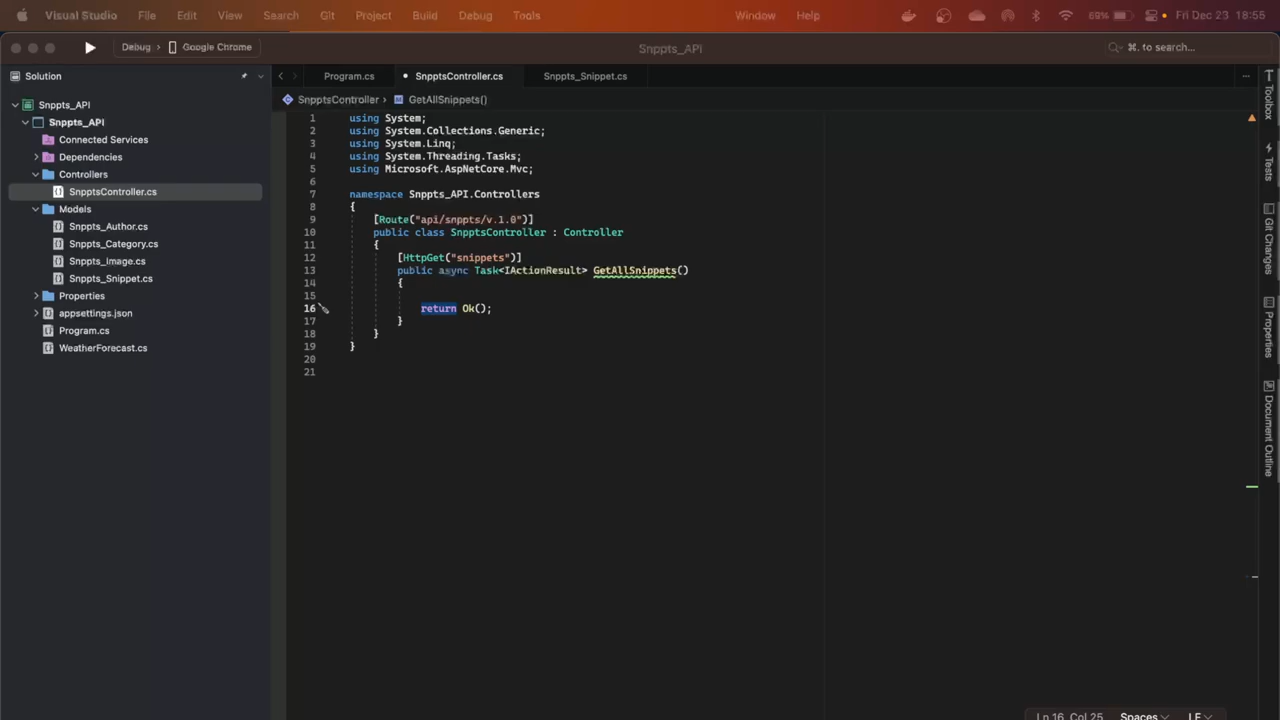 Visual Studio File Edit View Search Git Project Build Debug Tools Window Help 69% Fri Dec 23 18:55
Debug › Google Chrome Snppts_API ⌘. to search...
Solution Program.cs SnpptsController.cs Snppts_Snippet.cs
SnpptsController › GetAllSnippets()
Snppts_API
Snppts_API
Connected Services
Dependencies
Controllers
SnpptsController.cs
Models
Snppts_Author.cs
Snppts_Category.cs
Snppts_Image.cs
Snppts_Snippet.cs
Properties
appsettings.json
Program.cs
WeatherForecast.cs
1 using System;
2 using System.Collections.Generic;
3 using System.Linq;
4 using System.Threading.Tasks;
5 using Microsoft.AspNetCore.Mvc;
6
7 namespace Snppts_API.Controllers
8 {
9 [Route("api/snppts/v.1.0")]
10 public class SnpptsController : Controller
11 {
12 [HttpGet("snippets")]
13 public async Task<IActionResult> GetAllSnippets()
14 {
15
16 return Ok();
17 }
18 }
19 }
20
21
Toolbox
Tests
Git Changes
Properties
Document Outline
Ln 16, Col 25 Spaces LF